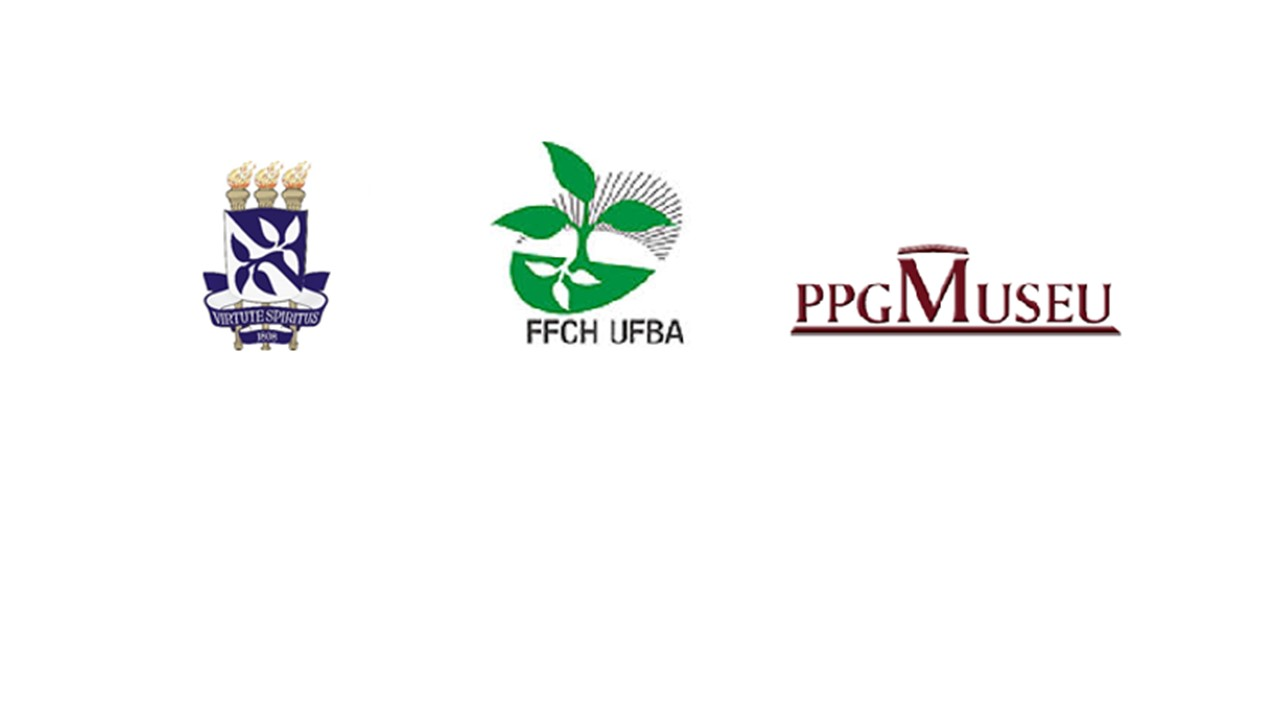 VIRTUTE SPIRITUS
1808
FFCH UFBA
PPGMUSEU